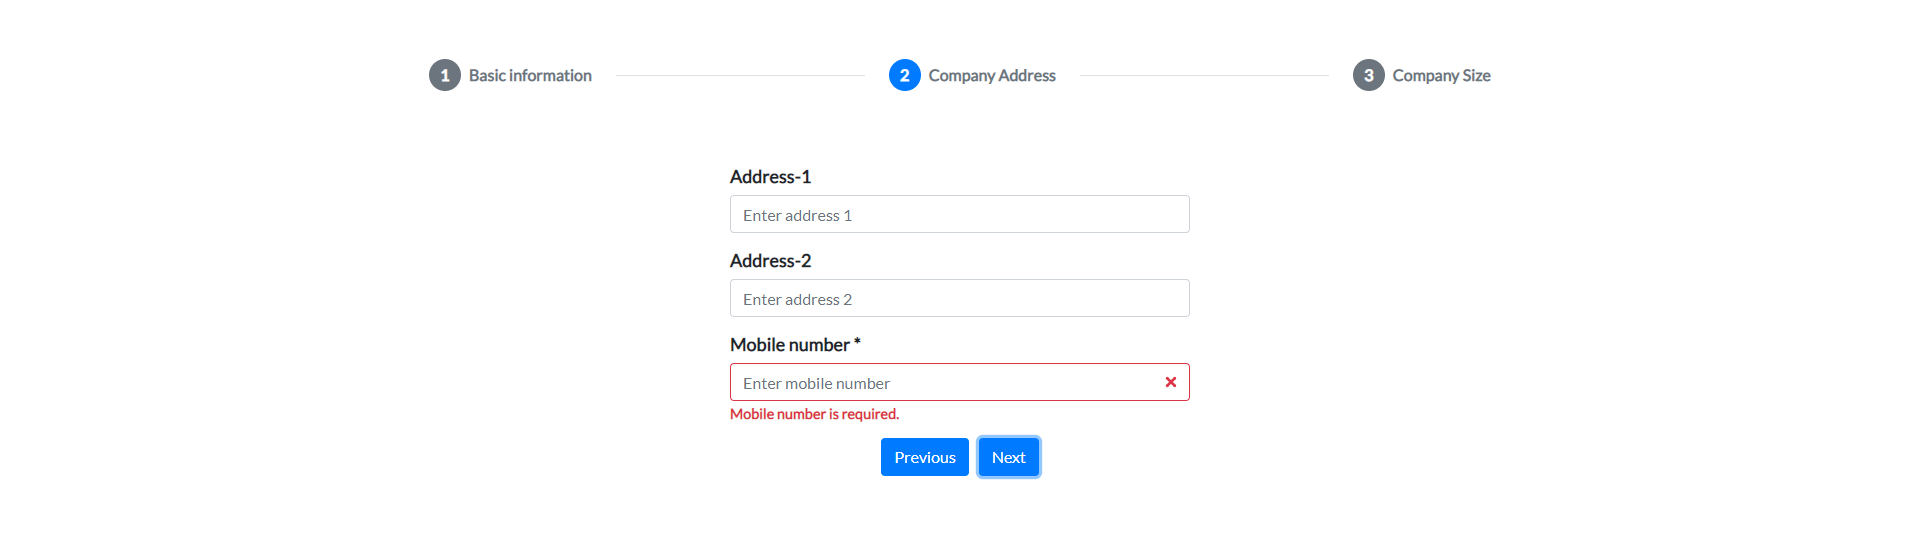 1 Basic information 2 Company Address 3 Company Size
Address-1
Enter address 1
Address-2
Enter address 2
Mobile number *
Enter mobile number
Mobile number is required.
Previous Next